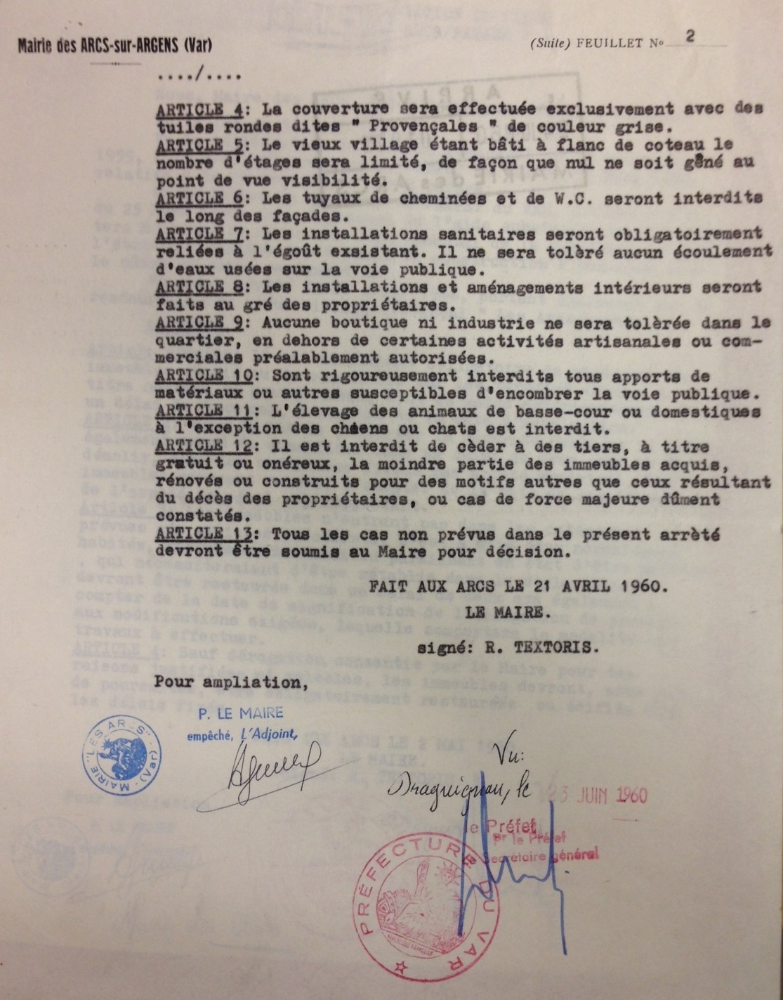 Mairie des ARCS-sur-ARGENS (Var)
(Suite) FEUILLET No 2
..../....
ARTICLE 4: La couverture sera effectuée exclusivement avec des
tuiles rondes dites " Provençales " de couleur grise.
ARTICLE 5: Le vieux village étant bâti à flanc de coteau le
nombre d'étages sera limité, de façon que nul ne soit gêné au
point de vue visibilité.
ARTICLE 6: Les tuyaux de cheminées et de W.C. seront interdits
le long des façades.
ARTICLE 7: Les installations sanitaires seront obligatoirement
reliées à l'égoût exsistant. Il ne sera tolèré aucun écoulement
d'eaux usées sur la voie publique.
ARTICLE 8: Les installations et aménagements intérieurs seront
faits au gré des propriétaires.
ARTICLE 9: Aucune boutique ni industrie ne sera tolèrée dans le
quartier, en dehors de certaines activités artisanales ou com-
merciales préalablement autorisées.
ARTICLE 10: Sont rigoureusement interdits tous apports de
matériaux ou autres susceptibles d'encombrer la voie publique.
ARTICLE 11: L'élevage des animaux de basse-cour ou domestiques
à l'exception des chiens ou chats est interdit.
ARTICLE 12: Il est interdit de cèder à des tiers, à titre
gratuit ou onéreux, la moindre partie des immeubles acquis,
rénovés ou construits pour des motifs autres que ceux résultant
du décès des propriétaires, ou cas de force majeure dûment
constatés.
ARTICLE 13: Tous les cas non prévus dans le présent arrèté
devront être soumis au Maire pour décision.
FAIT AUX ARCS LE 21 AVRIL 1960.
LE MAIRE.
signé: R. TEXTORIS.
Pour ampliation,
P. LE MAIRE
empêché, L'Adjoint,
MAIRIE "LES ARCS" (Var)
Vu:
Draguignan, le 23 JUIN 1960
le Préfet,
Pr le Préfet
Secrétaire général
PRÉFECTURE DU VAR